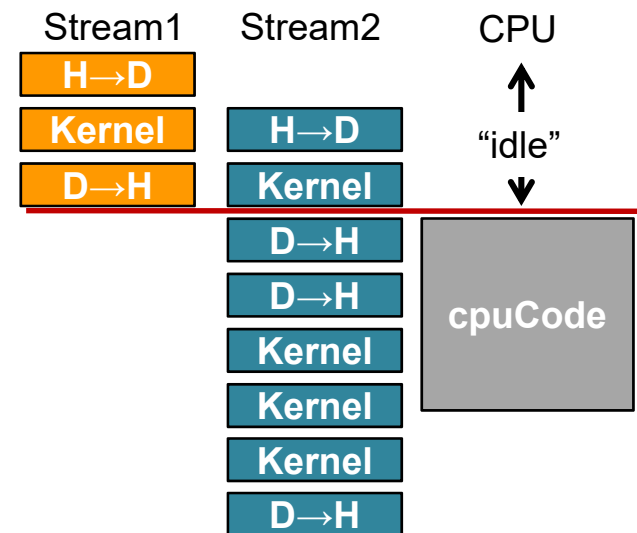 Stream1 Stream2 CPU
H→D
Kernel H→D "idle"
D→H Kernel
D→H
D→H cpuCode
Kernel
Kernel
Kernel
D→H